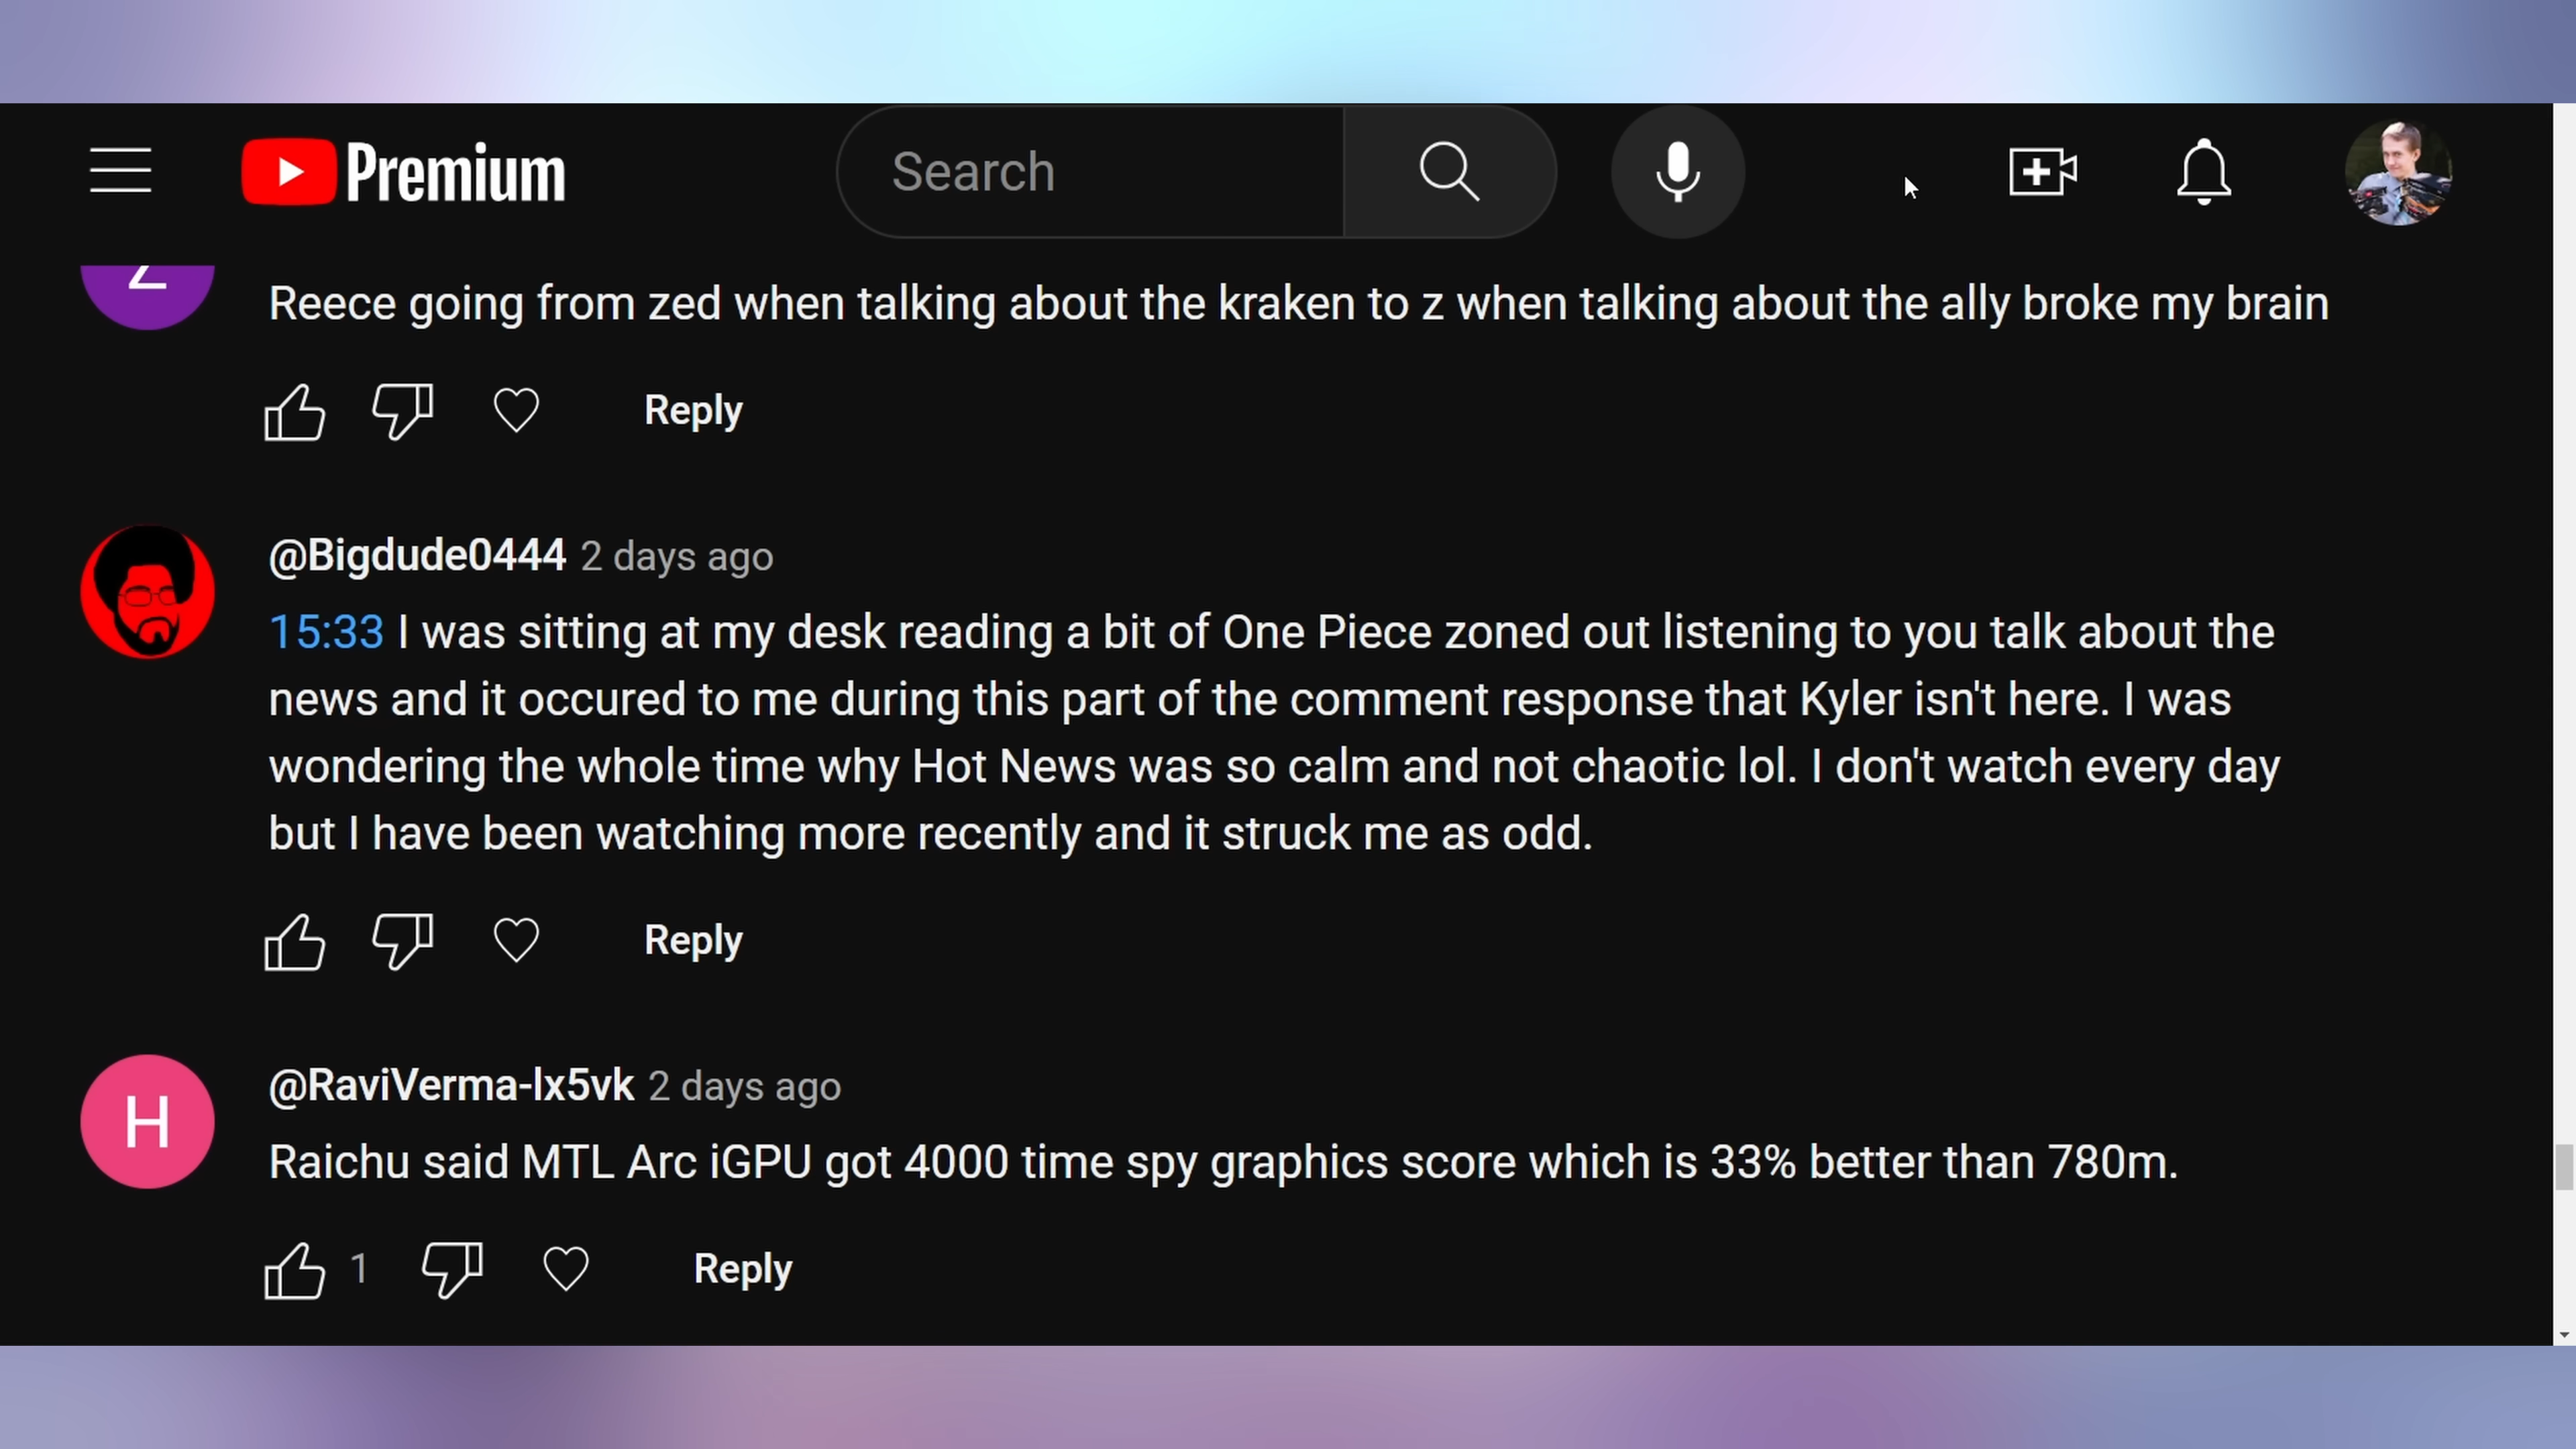 Premium
Search
Reece going from zed when talking about the kraken to z when talking about the ally broke my brain
Reply
@Bigdude0444 2 days ago
15:33 I was sitting at my desk reading a bit of One Piece zoned out listening to you talk about the
news and it occured to me during this part of the comment response that Kyler isn't here. I was
wondering the whole time why Hot News was so calm and not chaotic lol. I don't watch every day
but I have been watching more recently and it struck me as odd.
Reply
H
@RaviVerma-lx5vk 2 days ago
Raichu said MTL Arc iGPU got 4000 time spy graphics score which is 33% better than 780m.
1
Reply